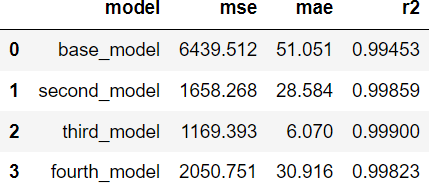 model mse mae r2
0 base_model 6439.512 51.051 0.99453
1 second_model 1658.268 28.584 0.99859
2 third_model 1169.393 6.070 0.99900
3 fourth_model 2050.751 30.916 0.99823